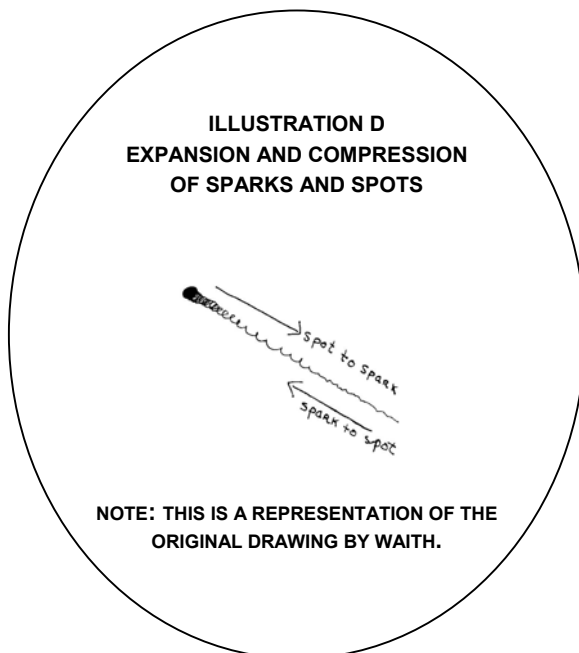 ILLUSTRATION D
EXPANSION AND COMPRESSION
OF SPARKS AND SPOTS
spot to spark
spark to spot
NOTE: THIS IS A REPRESENTATION OF THE
ORIGINAL DRAWING BY WAITH.